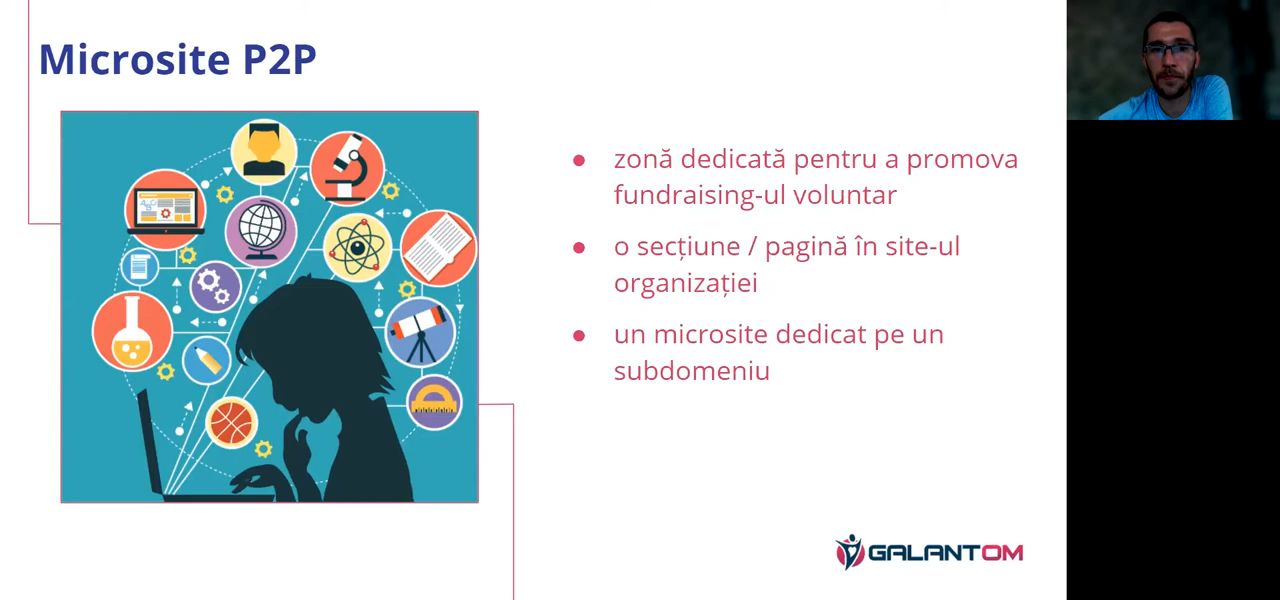 Microsite P2P
● zonă dedicată pentru a promova
fundraising-ul voluntar
● o secțiune / pagină în site-ul
organizației
● un microsite dedicat pe un
subdomeniu
GALANTOM